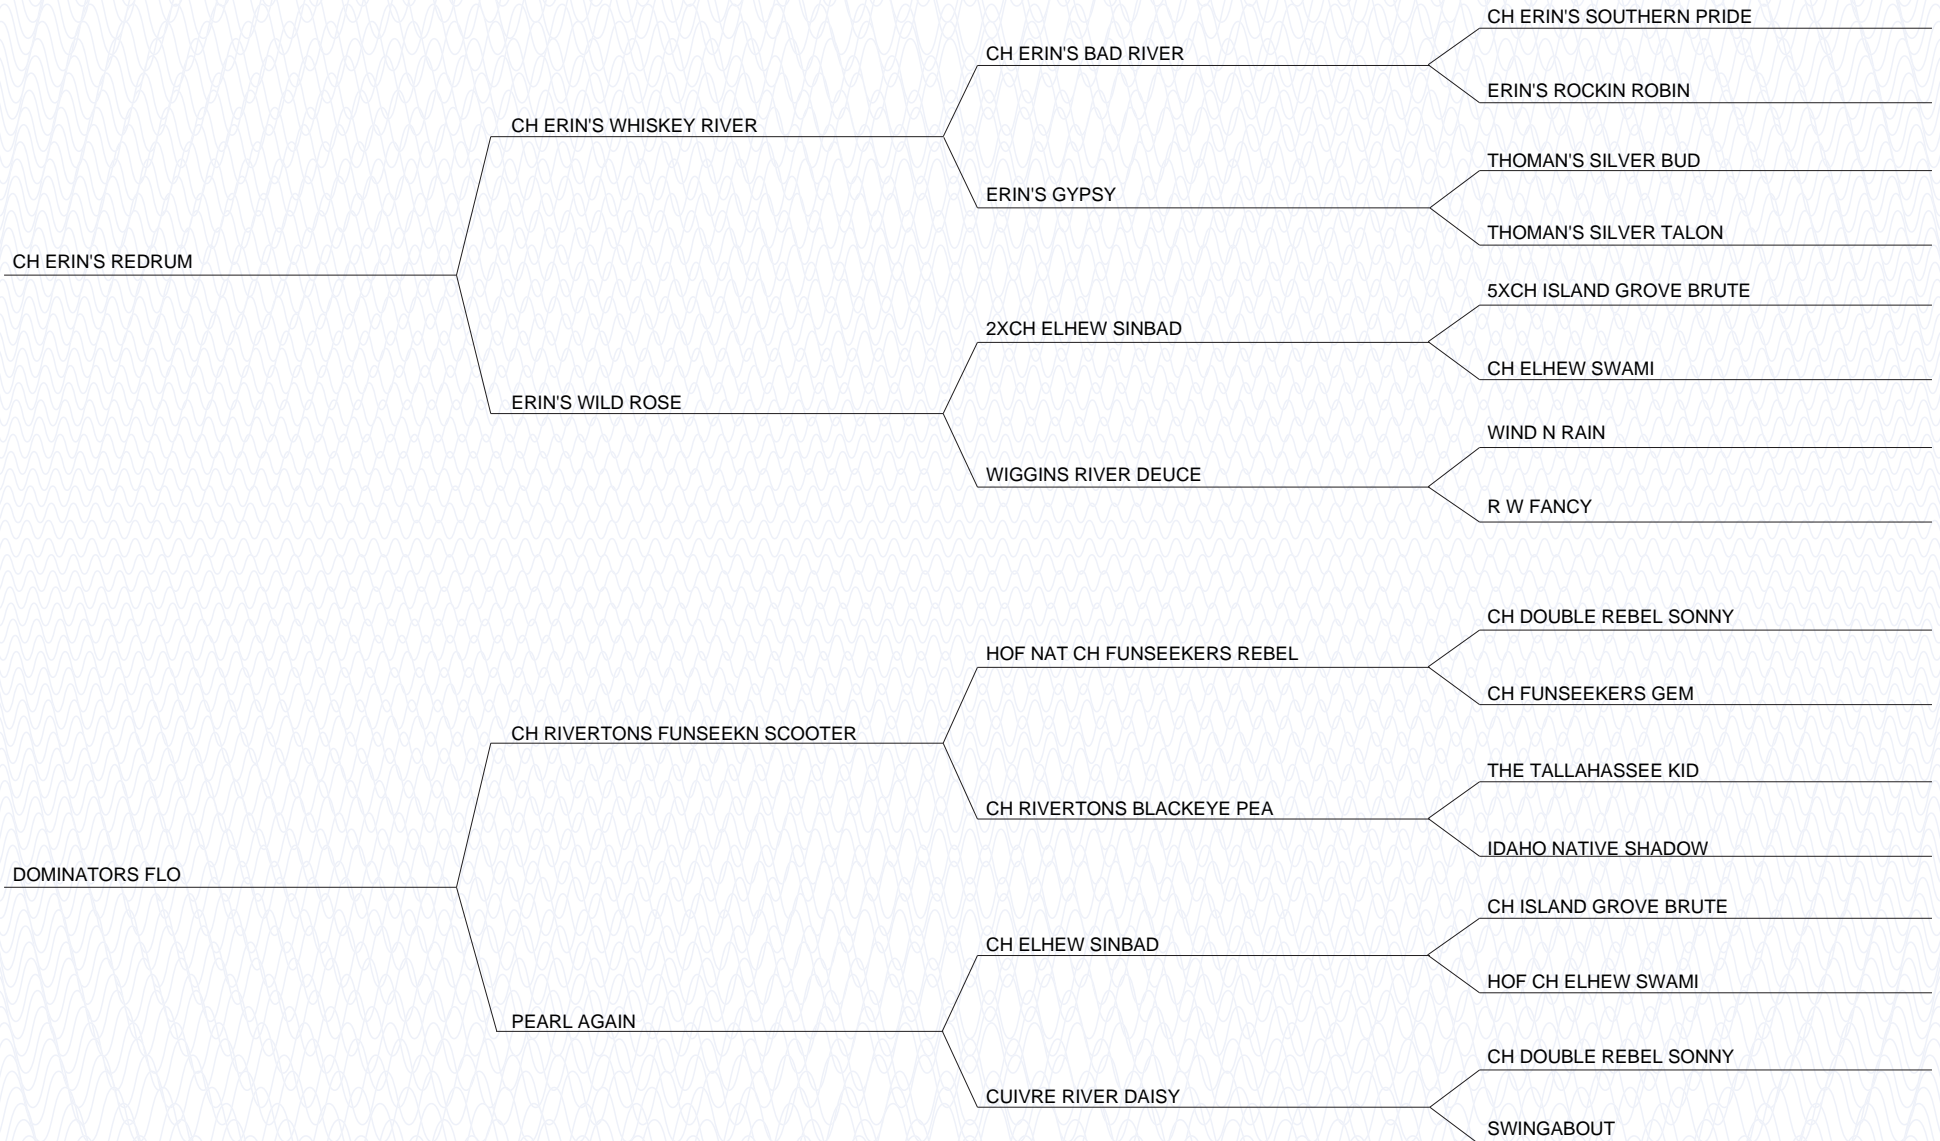 CH ERIN'S SOUTHERN PRIDE
CH ERIN'S BAD RIVER
ERIN'S ROCKIN ROBIN
CH ERIN'S WHISKEY RIVER
THOMAN'S SILVER BUD
ERIN'S GYPSY
THOMAN'S SILVER TALON
CH ERIN'S REDRUM
5XCH ISLAND GROVE BRUTE
2XCH ELHEW SINBAD
CH ELHEW SWAMI
ERIN'S WILD ROSE
WIND N RAIN
WIGGINS RIVER DEUCE
R W FANCY
CH DOUBLE REBEL SONNY
HOF NAT CH FUNSEEKERS REBEL
CH FUNSEEKERS GEM
CH RIVERTONS FUNSEEKN SCOOTER
THE TALLAHASSEE KID
CH RIVERTONS BLACKEYE PEA
IDAHO NATIVE SHADOW
DOMINATORS FLO
CH ISLAND GROVE BRUTE
CH ELHEW SINBAD
HOF CH ELHEW SWAMI
PEARL AGAIN
CH DOUBLE REBEL SONNY
CUIVRE RIVER DAISY
SWINGABOUT